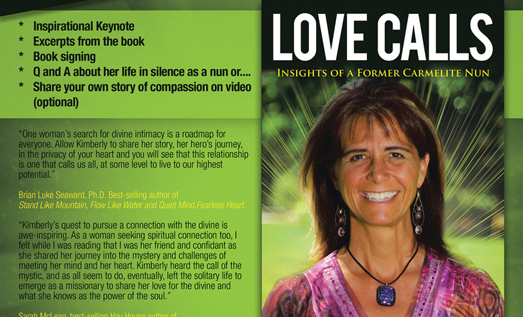 * Inspirational Keynote
* Excerpts from the book
* Book signing
* Q and A about her life in silence as a nun or....
* Share your own story of compassion on video
(optional)
"One woman's search for divine intimacy is a roadmap for
everyone. Allow Kimberly to share her story, her hero's journey,
in the privacy of your heart and you will see that this relationship
is one that calls us all, at some level to live to our highest
potential."
Brian Luke Seaward, Ph.D. Best-selling author of
Stand Like Mountain, Flow Like Water and Quiet Mind,Fearless Heart.
"Kimberly's quest to pursue a connection with the divine is
awe-inspiring. As a woman seeking spiritual connection too, I
felt while I was reading that I was her friend and confidant as
she shared her journey into the mystery and challenges of
meeting her mind and her heart. Kimberly heard the call of the
mystic, and as all seem to do, eventually, left the solitary life to
emerge as a missionary to share her love for the divine and
what she knows as the power of the soul."
Sarah McLean, best-selling Hay House author of
LOVE CALLS
INSIGHTS OF A FORMER CARMELITE NUN